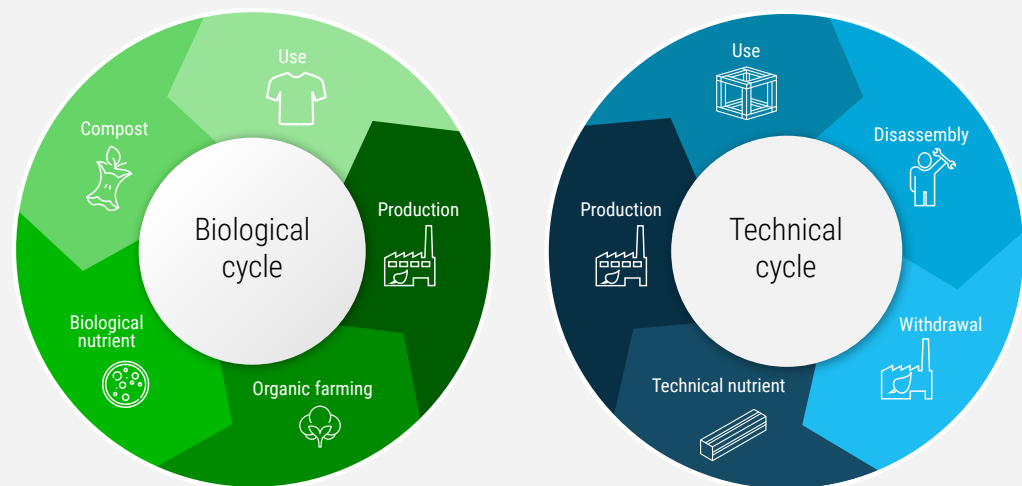 Use
Compost
Production
Biological
cycle
Biological
nutrient
Organic farming
Use
Disassembly
Production
Technical
cycle
Withdrawal
Technical nutrient